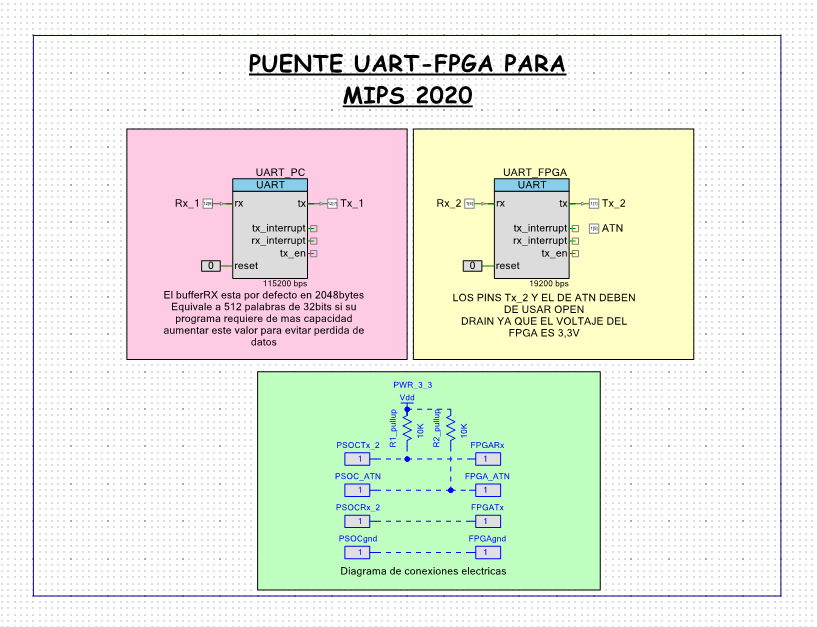 PUENTE UART-FPGA PARA
MIPS 2020
UART_PC
UART
Rx_1
rx
tx
Tx_1
tx_interrupt
rx_interrupt
tx_en
0
reset
115200 bps
El bufferRX esta por defecto en 2048bytes
Equivale a 512 palabras de 32bits si su
programa requiere de mas capacidad
aumentar este valor para evitar perdida de
datos
UART_FPGA
UART
Rx_2
rx
tx
Tx_2
tx_interrupt
ATN
rx_interrupt
tx_en
0
reset
19200 bps
LOS PINS Tx_2 Y EL DE ATN DEBEN
DE USAR OPEN
DRAIN YA QUE EL VOLTAJE DEL
FPGA ES 3,3V
PWR_3_3
Vdd
R1_pullup
10K
R2_pullup
10K
PSOCTx_2
FPGARx
1
1
PSOC_ATN
FPGA_ATN
1
1
PSOCRx_2
FPGATx
1
1
PSOCgnd
FPGAgnd
1
1
Diagrama de conexiones electricas